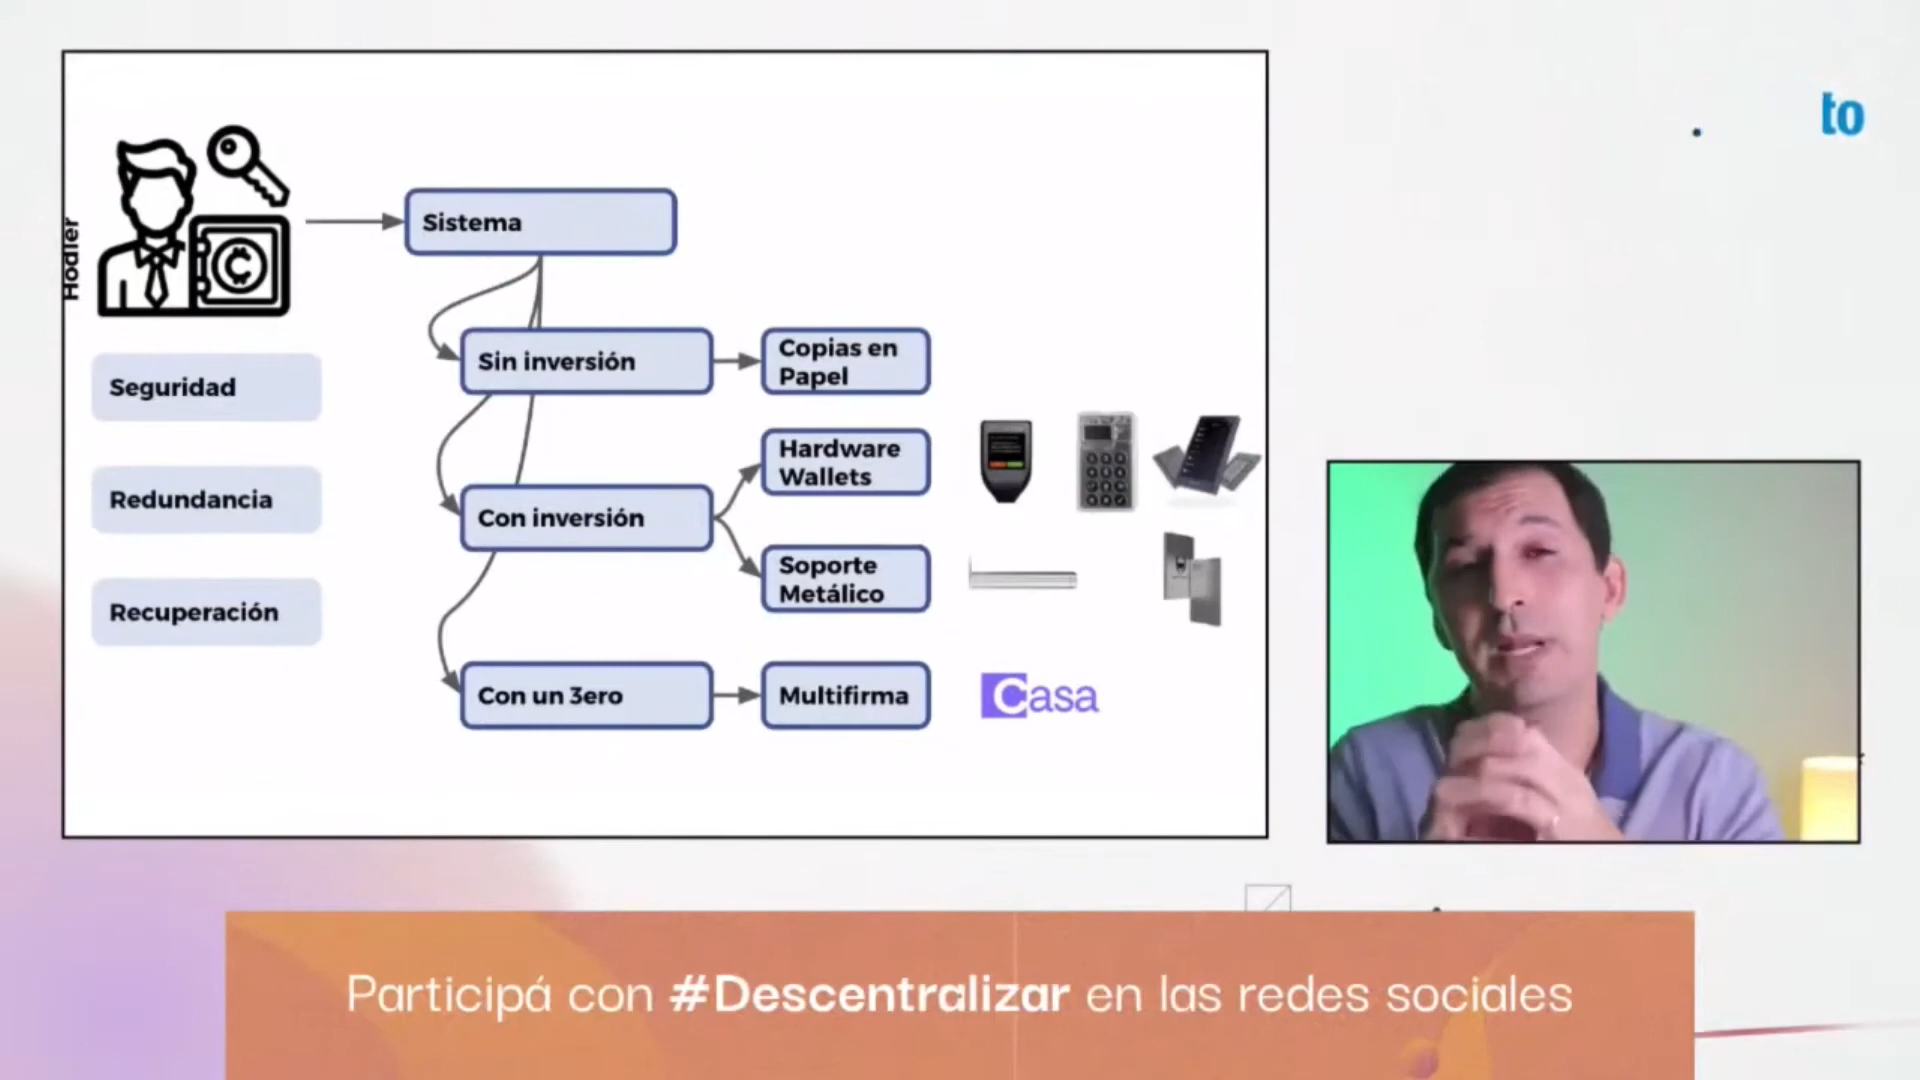 to
Hodler
Sistema
Seguridad
Redundancia
Recuperación
Sin inversión
Copias en
Papel
Con inversión
Hardware
Wallets
Soporte
Metálico
Con un 3ero
Multifirma
Casa
Participá con #Descentralizar en las redes sociales